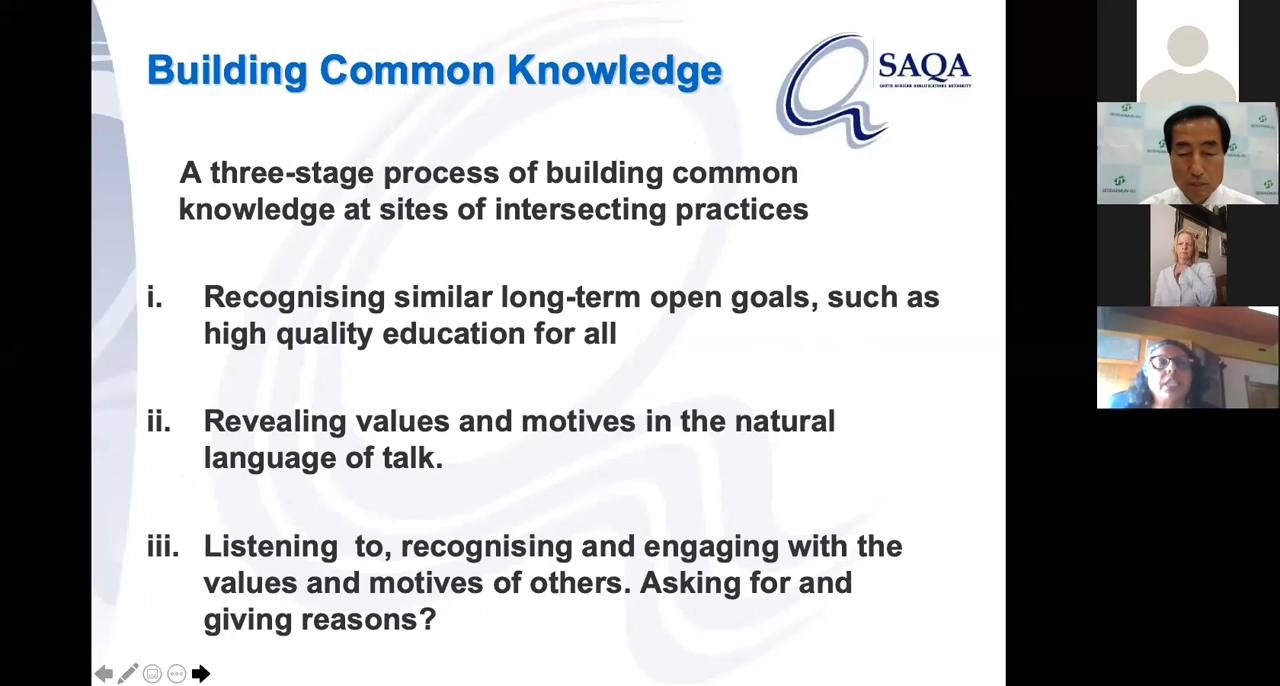 Building Common Knowledge
SAQA
SOUTH AFRICAN QUALIFICATIONS AUTHORITY
A three-stage process of building common
knowledge at sites of intersecting practices
i. Recognising similar long-term open goals, such as
high quality education for all
ii. Revealing values and motives in the natural
language of talk.
iii. Listening to, recognising and engaging with the
values and motives of others. Asking for and
giving reasons?